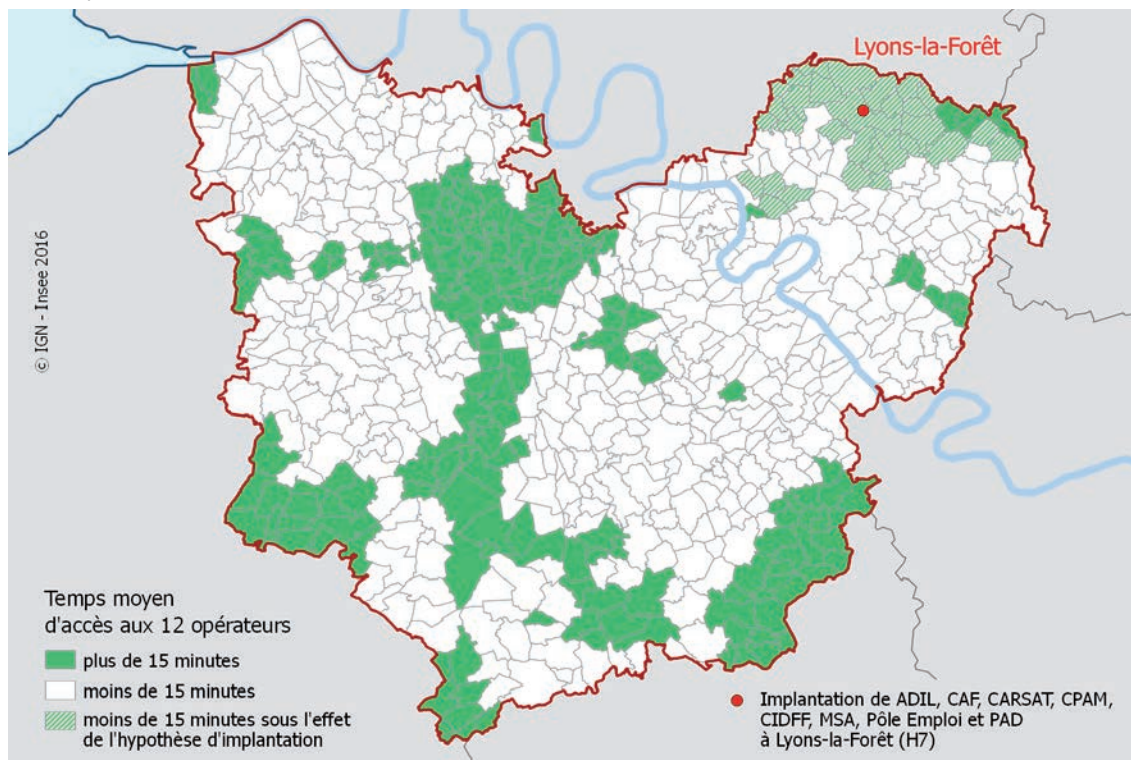 Lyons-la-Forêt
© IGN - Insee 2016
Temps moyen
d'accès aux 12 opérateurs
plus de 15 minutes
moins de 15 minutes
moins de 15 minutes sous l'effet
de l'hypothèse d'implantation
Implantation de ADIL, CAF, CARSAT, CPAM,
CIDFF, MSA, Pôle Emploi et PAD
à Lyons-la-Forêt (H7)